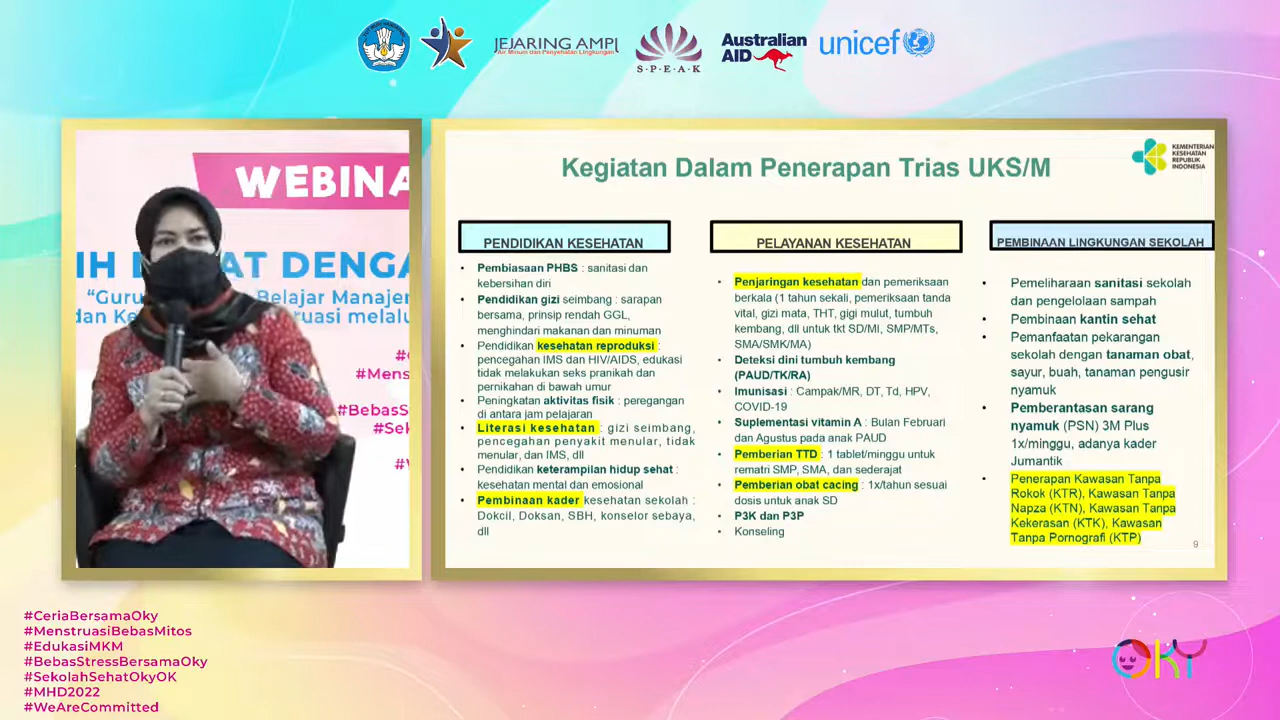 JEJARING AMPL
Air Minum dan Penyehatan Lingkungan
S·P·E·A·K
Australian
AID
unicef
WEBINA
IH AT DENGA
“Guru Belajar Manajer
dan Ke tuasi melalu
#Mens
#BebasS
#Sek
Kegiatan Dalam Penerapan Trias UKS/M
KEMENTERIAN
KESEHATAN
REPUBLIK
INDONESIA
PENDIDIKAN KESEHATAN
• Pembiasaan PHBS : sanitasi dan
kebersihan diri
• Pendidikan gizi seimbang : sarapan
bersama, prinsip rendah GGL,
menghindari makanan dan minuman
• Pendidikan kesehatan reproduksi :
pencegahan IMS dan HIV/AIDS, edukasi
tidak melakukan seks pranikah dan
pernikahan di bawah umur
• Peningkatan aktivitas fisik : peregangan
di antara jam pelajaran
• Literasi kesehatan : gizi seimbang,
pencegahan penyakit menular, tidak
menular, dan IMS, dll
• Pendidikan keterampilan hidup sehat :
kesehatan mental dan emosional
• Pembinaan kader kesehatan sekolah :
Dokcil, Doksan, SBH, konselor sebaya,
dll
PELAYANAN KESEHATAN
• Penjaringan kesehatan dan pemeriksaan
berkala (1 tahun sekali, pemeriksaan tanda
vital, gizi mata, THT, gigi mulut, tumbuh
kembang, dll untuk tkt SD/MI, SMP/MTs,
SMA/SMK/MA)
• Deteksi dini tumbuh kembang
(PAUD/TK/RA)
• Imunisasi : Campak/MR, DT, Td, HPV,
COVID-19
• Suplementasi vitamin A : Bulan Februari
dan Agustus pada anak PAUD
• Pemberian TTD : 1 tablet/minggu untuk
rematri SMP, SMA, dan sederajat
• Pemberian obat cacing : 1x/tahun sesuai
dosis untuk anak SD
• P3K dan P3P
• Konseling
PEMBINAAN LINGKUNGAN SEKOLAH
• Pemeliharaan sanitasi sekolah
dan pengelolaan sampah
• Pembinaan kantin sehat
• Pemanfaatan pekarangan
sekolah dengan tanaman obat,
sayur, buah, tanaman pengusir
nyamuk
• Pemberantasan sarang
nyamuk (PSN) 3M Plus
1x/minggu, adanya kader
Jumantik
• Penerapan Kawasan Tanpa
Rokok (KTR), Kawasan Tanpa
Napza (KTN), Kawasan Tanpa
Kekerasan (KTK), Kawasan
Tanpa Pornografi (KTP)
9
#CeriaBersamaOky
#MenstruasiBebasMitos
#EdukasiMKM
#BebasStressBersamaOky
#SekolahSehatOkyOK
#MHD2022
#WeAreCommitted
OKY